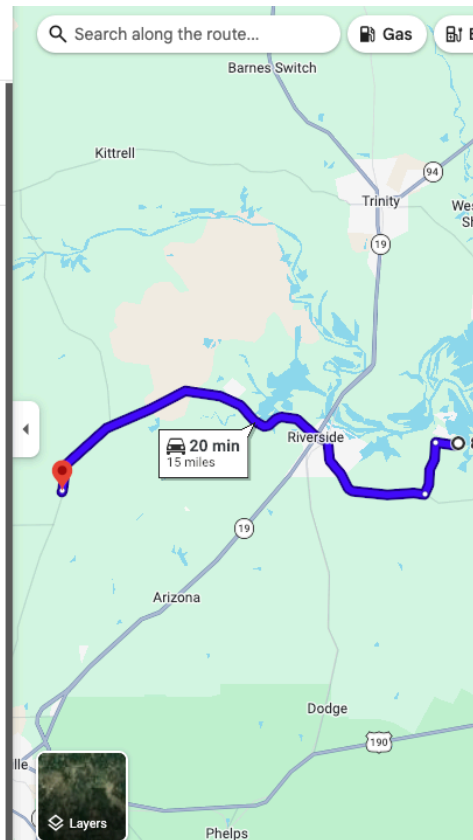 Search along the route...
Gas
Barnes Switch
Kittrell
94
Trinity
19
20 min
15 miles
Riverside
19
Arizona
Dodge
190
lle
Layers
Phelps